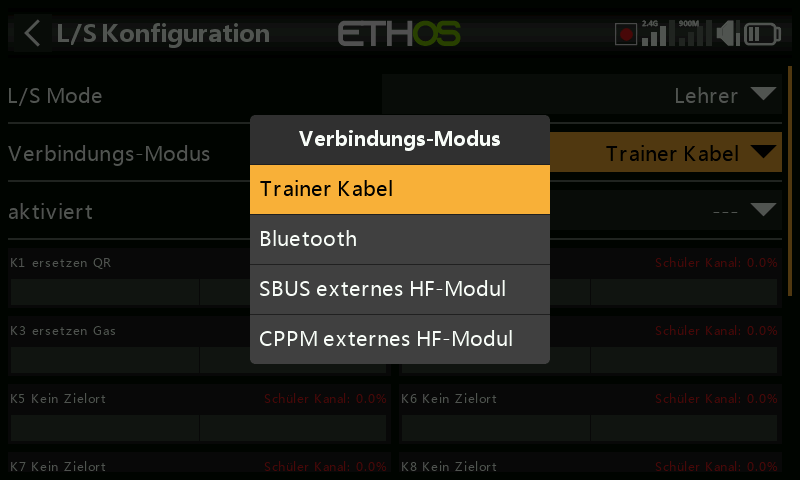 L/S Konfiguration
ETHOS
2.4G
900M
L/S Mode
Lehrer
Verbindungs-Modus
Trainer Kabel
aktiviert
---
Verbindungs-Modus
Trainer Kabel
Bluetooth
SBUS externes HF-Modul
CPPM externes HF-Modul
K1 ersetzen QR
Schüler Kanal: 0.0%
K3 ersetzen Gas
Schüler Kanal: 0.0%
K5 Kein Zielort
Schüler Kanal: 0.0%
K6 Kein Zielort
Schüler Kanal: 0.0%
K7 Kein Zielort
Schüler Kanal: 0.0%
K8 Kein Zielort
Schüler Kanal: 0.0%